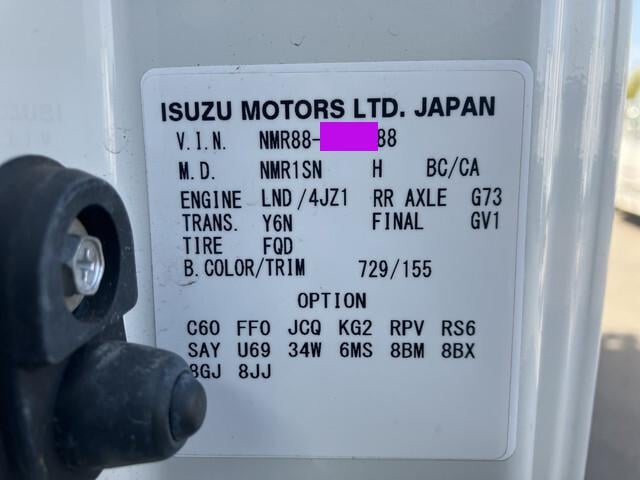 ISUZU MOTORS LTD. JAPAN
V.I.N. NMR88- 88
M.D. NMR1SN H BC/CA
ENGINE LND/4JZ1 RR AXLE G73
TRANS. Y6N FINAL GV1
TIRE FQD
B.COLOR/TRIM 729/155
OPTION
C60 FF0 JCQ KG2 RPV RS6
SAY U69 34W 6MS 8BM 8BX
8GJ 8JJ